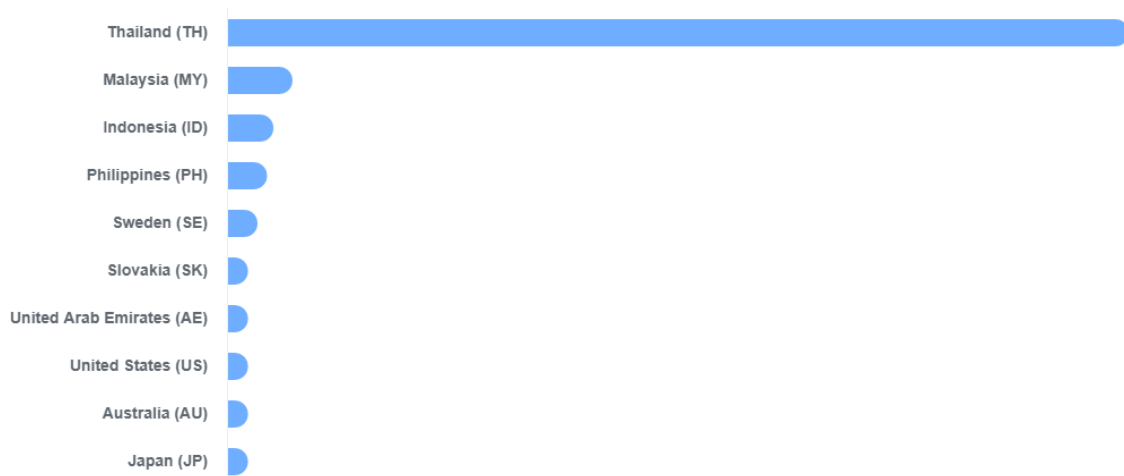 Thailand (TH)
Malaysia (MY)
Indonesia (ID)
Philippines (PH)
Sweden (SE)
Slovakia (SK)
United Arab Emirates (AE)
United States (US)
Australia (AU)
Japan (JP)